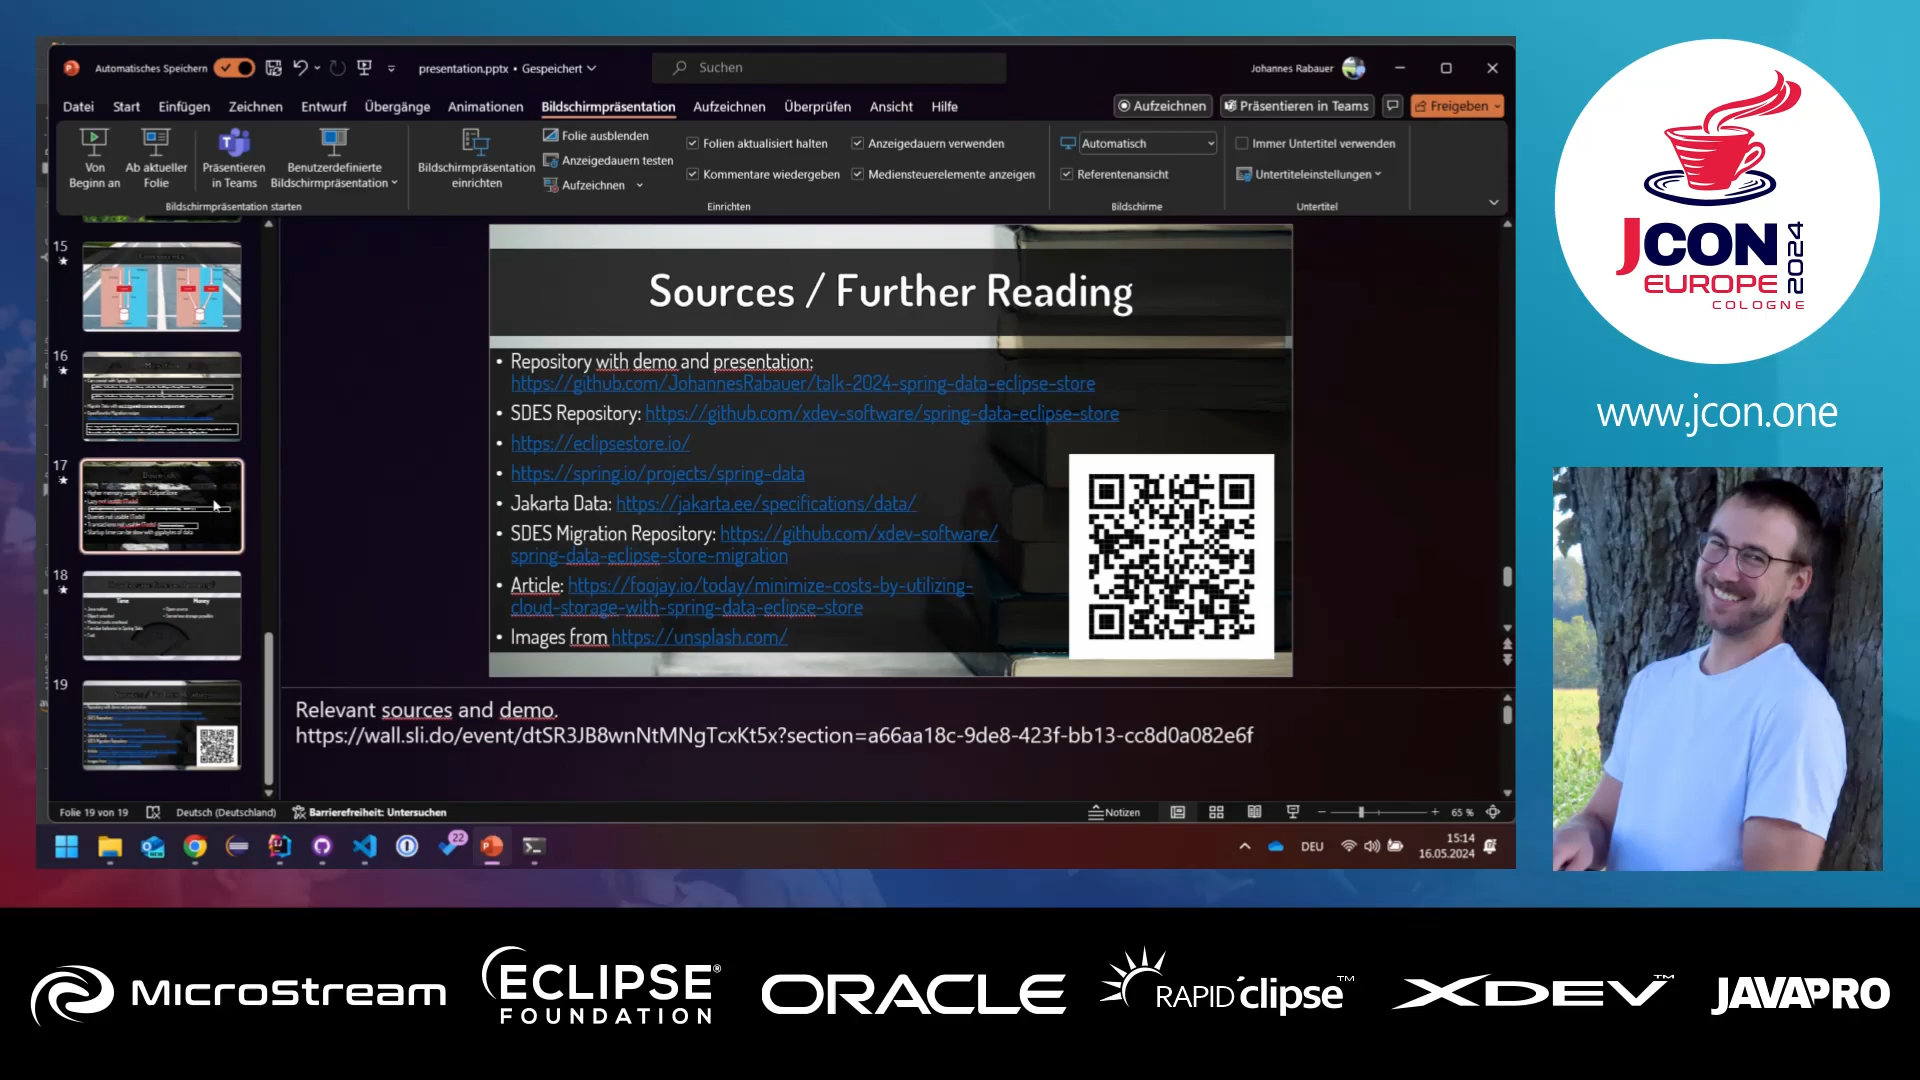 Automatisches Speichern
presentation.pptx • Gespeichert
Suchen
Johannes Rabauer
Datei Start Einfügen Zeichnen Entwurf Übergänge Animationen Bildschirmpräsentation Aufzeichnen Überprüfen Ansicht Hilfe
Aufzeichnen
Präsentieren in Teams
Freigeben
Von Beginn an
Ab aktueller Folie
Präsentieren in Teams
Benutzerdefinierte Bildschirmpräsentation
Bildschirmpräsentation starten
Bildschirmpräsentation einrichten
Folie ausblenden
Anzeigedauern testen
Aufzeichnen
Folien aktualisiert halten
Kommentare wiedergeben
Anzeigedauern verwenden
Mediensteuerelemente anzeigen
Einrichten
Automatisch
Referentenansicht
Bildschirme
Immer Untertitel verwenden
Untertiteleinstellungen
Untertitel
15
16
17
18
19
Sources / Further Reading
• Repository with demo and presentation:
https://github.com/JohannesRabauer/talk-2024-spring-data-eclipse-store
• SDES Repository: https://github.com/xdev-software/spring-data-eclipse-store
• https://eclipsestore.io/
• https://spring.io/projects/spring-data
• Jakarta Data: https://jakarta.ee/specifications/data/
• SDES Migration Repository: https://github.com/xdev-software/
spring-data-eclipse-store-migration
• Article: https://foojay.io/today/minimize-costs-by-utilizing-
cloud-storage-with-spring-data-eclipse-store
• Images from https://unsplash.com/
Relevant sources and demo.
https://wall.sli.do/event/dtSR3JB8wnNtMNgTcxKt5x?section=a66aa18c-9de8-423f-bb13-cc8d0a082e6f
Folie 19 von 19
Deutsch (Deutschland)
Barrierefreiheit: Untersuchen
Notizen
65 %
22
DEU
15:14
16.05.2024
JCON
EUROPE
2024
COLOGNE
www.jcon.one
MicroStream
ECLIPSE®
FOUNDATION
ORACLE
RAPID'clipse™
XDEV™
JAVAPRO